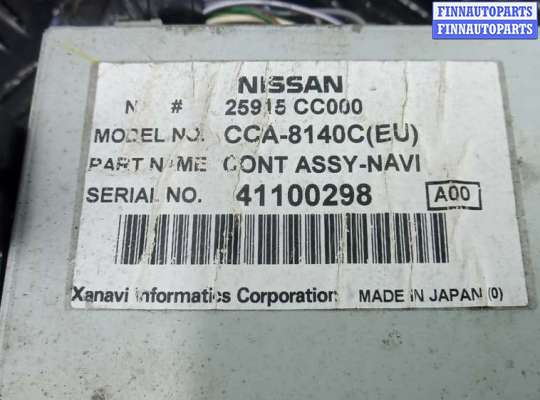 FINNAUTOPARTS
FINNAUTOPARTS
FINNAUTOPARTS
NISSAN
N # 25915 CC000
MODEL NO. CCA-8140C(EU)
PART NAME CONT ASSY-NAVI
SERIAL NO. 41100298 A00
Xanavi Informatics Corporation MADE IN JAPAN (0)